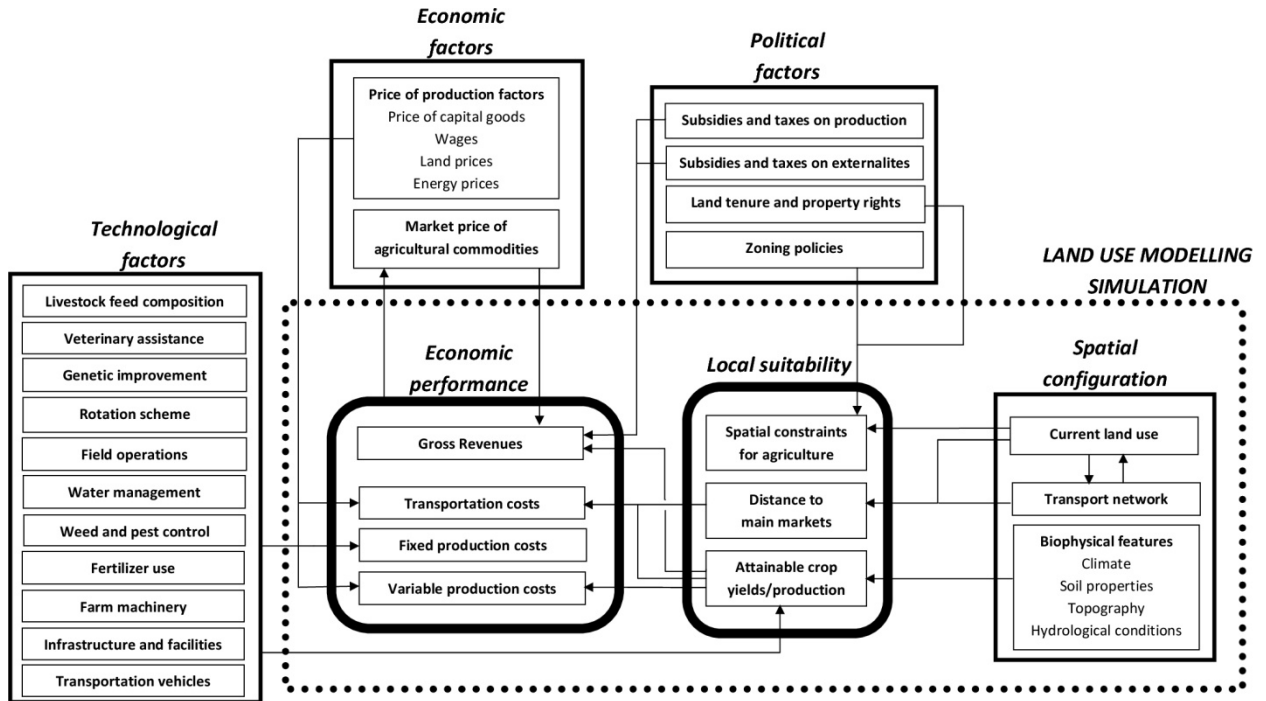 Economic
factors
Price of production factors
Price of capital goods
Wages
Land prices
Energy prices
Market price of
agricultural commodities
Political
factors
Subsidies and taxes on production
Subsidies and taxes on externalites
Land tenure and property rights
Zoning policies
Technological
factors
Livestock feed composition
Veterinary assistance
Genetic improvement
Rotation scheme
Field operations
Water management
Weed and pest control
Fertilizer use
Farm machinery
Infrastructure and facilities
Transportation vehicles
LAND USE MODELLING
SIMULATION
Economic
performance
Gross Revenues
Transportation costs
Fixed production costs
Variable production costs
Local suitability
Spatial constraints
for agriculture
Distance to
main markets
Attainable crop
yields/production
Spatial
configuration
Current land use
Transport network
Biophysical features
Climate
Soil properties
Topography
Hydrological conditions